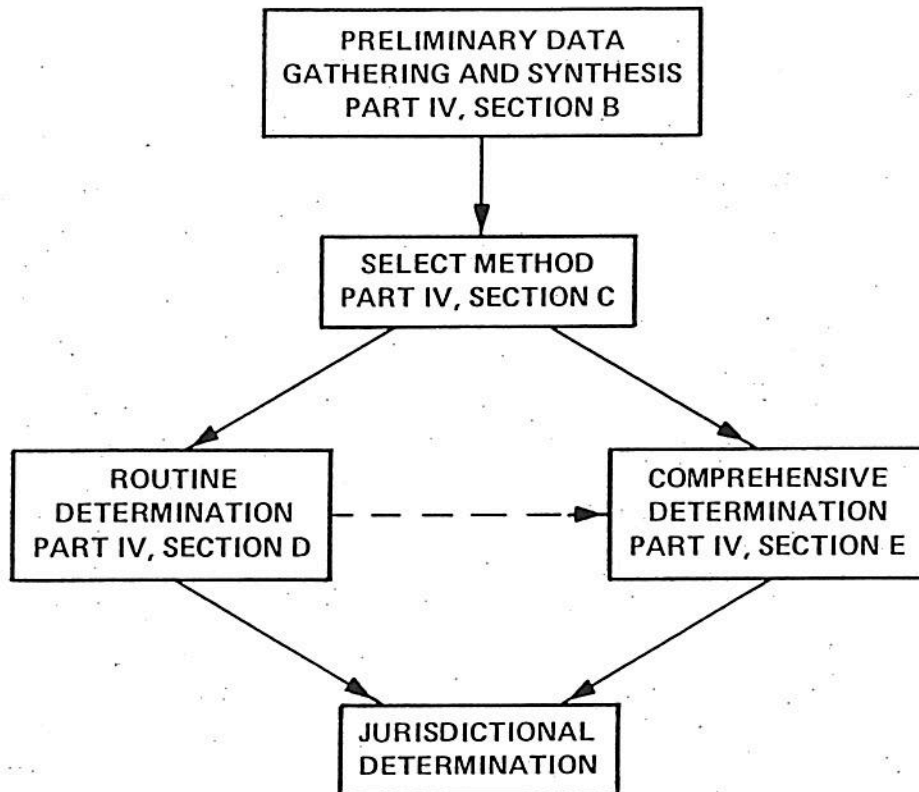 PRELIMINARY DATA
GATHERING AND SYNTHESIS
PART IV, SECTION B
SELECT METHOD
PART IV, SECTION C
ROUTINE
DETERMINATION
PART IV, SECTION D
COMPREHENSIVE
DETERMINATION
PART IV, SECTION E
JURISDICTIONAL
DETERMINATION